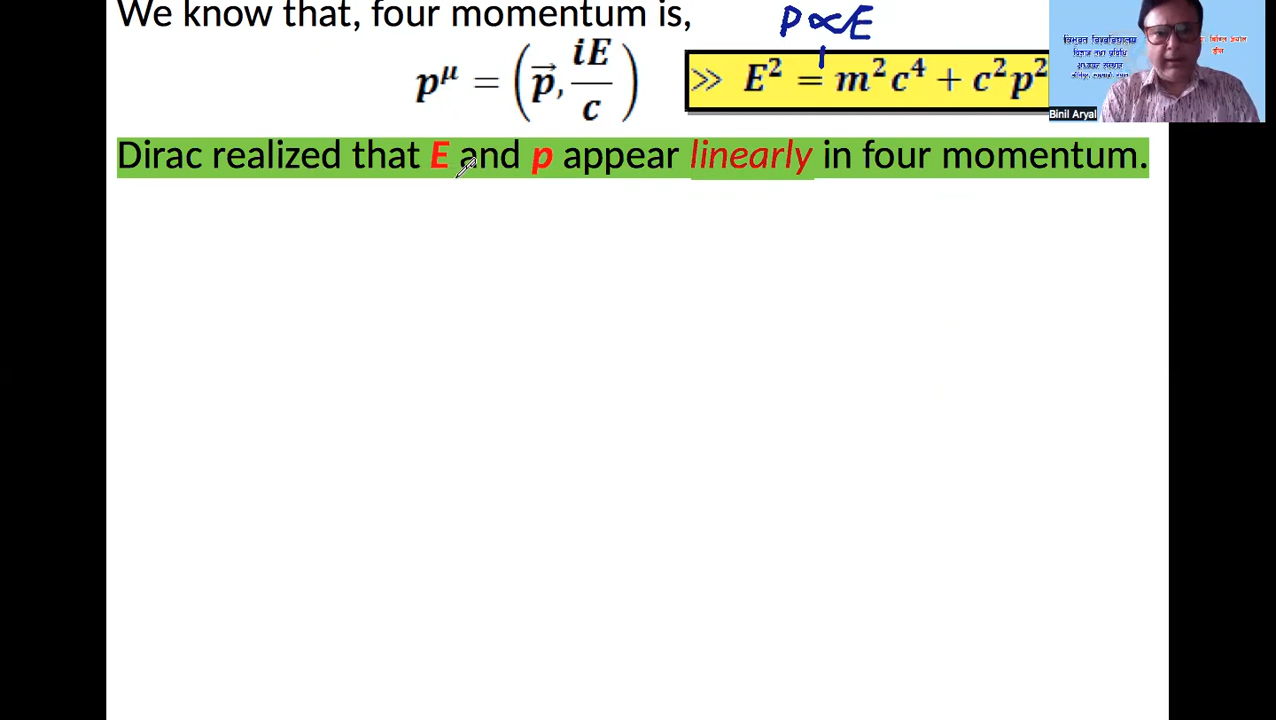 We know that, four momentum is,
P ∝ E
p^μ = (p⃗, iE/c)
>> E² = m²c⁴ + c²p²
Binil Aryal
Dirac realized that E and p appear linearly in four momentum.